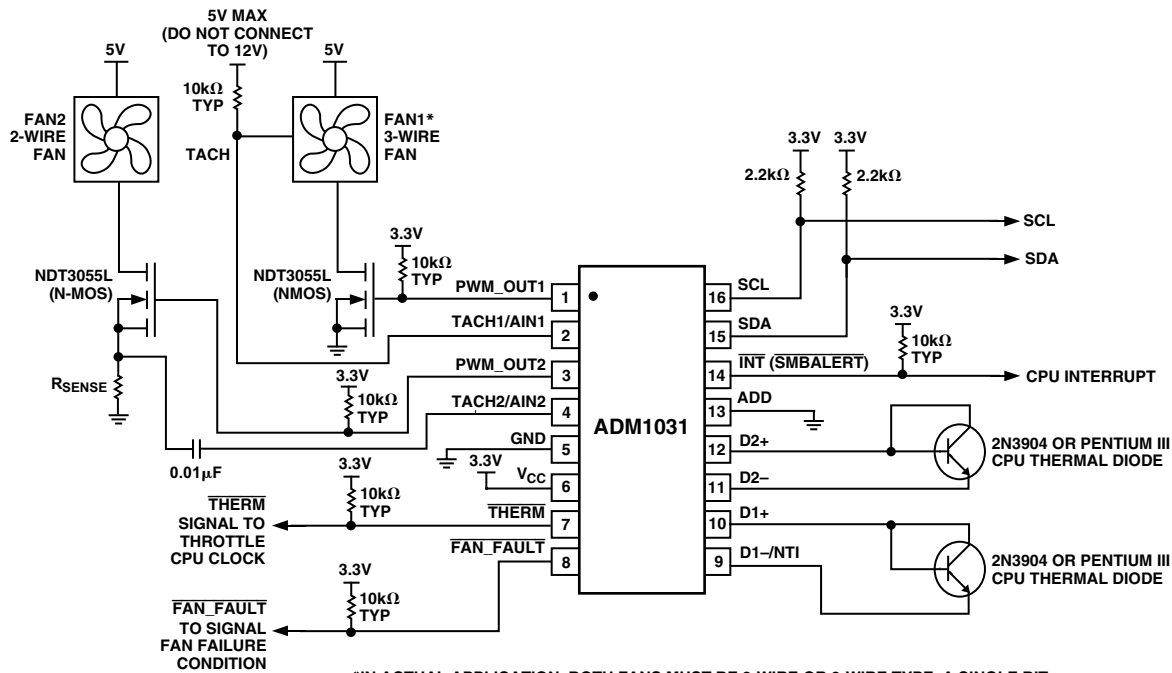 5V MAX
(DO NOT CONNECT
TO 12V)
5V
5V
10kΩ
TYP
FAN2
2-WIRE
FAN
TACH
FAN1*
3-WIRE
FAN
3.3V
3.3V
2.2kΩ
2.2kΩ
SCL
SDA
NDT3055L
(N-MOS)
NDT3055L
(NMOS)
3.3V
10kΩ
TYP
PWM_OUT1
1
TACH1/AIN1
2
PWM_OUT2
3
TACH2/AIN2
4
GND
5
VCC
6
THERM
7
FAN_FAULT
8
ADM1031
16
SCL
15
SDA
14
INT (SMBALERT)
13
ADD
12
D2+
11
D2–
10
D1+
9
D1–/NTI
3.3V
10kΩ
TYP
CPU INTERRUPT
RSENSE
3.3V
10kΩ
TYP
0.01μF
3.3V
3.3V
10kΩ
TYP
THERM
SIGNAL TO
THROTTLE
CPU CLOCK
3.3V
10kΩ
TYP
FAN_FAULT
TO SIGNAL
FAN FAILURE
CONDITION
2N3904 OR PENTIUM III
CPU THERMAL DIODE
2N3904 OR PENTIUM III
CPU THERMAL DIODE